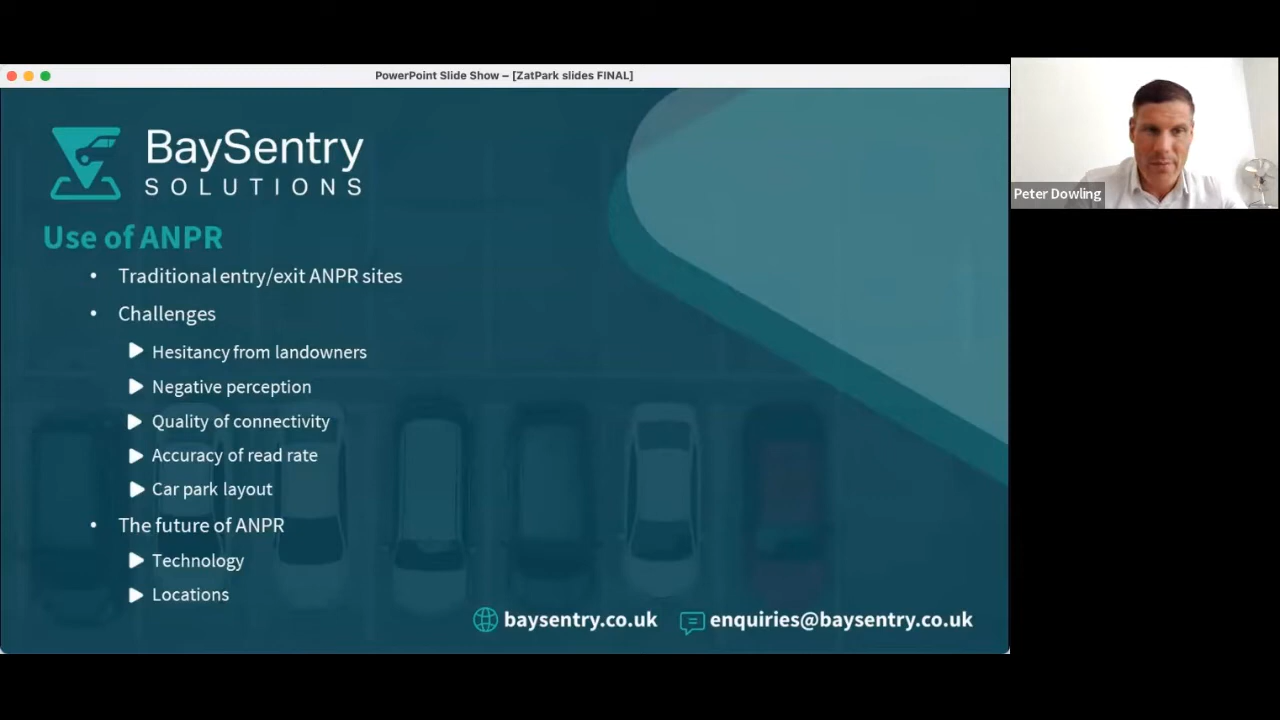 PowerPoint Slide Show – [ZatPark slides FINAL]
BaySentry
SOLUTIONS
Use of ANPR
• Traditional entry/exit ANPR sites
• Challenges
Hesitancy from landowners
Negative perception
Quality of connectivity
Accuracy of read rate
Car park layout
• The future of ANPR
Technology
Locations
baysentry.co.uk
enquiries@baysentry.co.uk
Peter Dowling